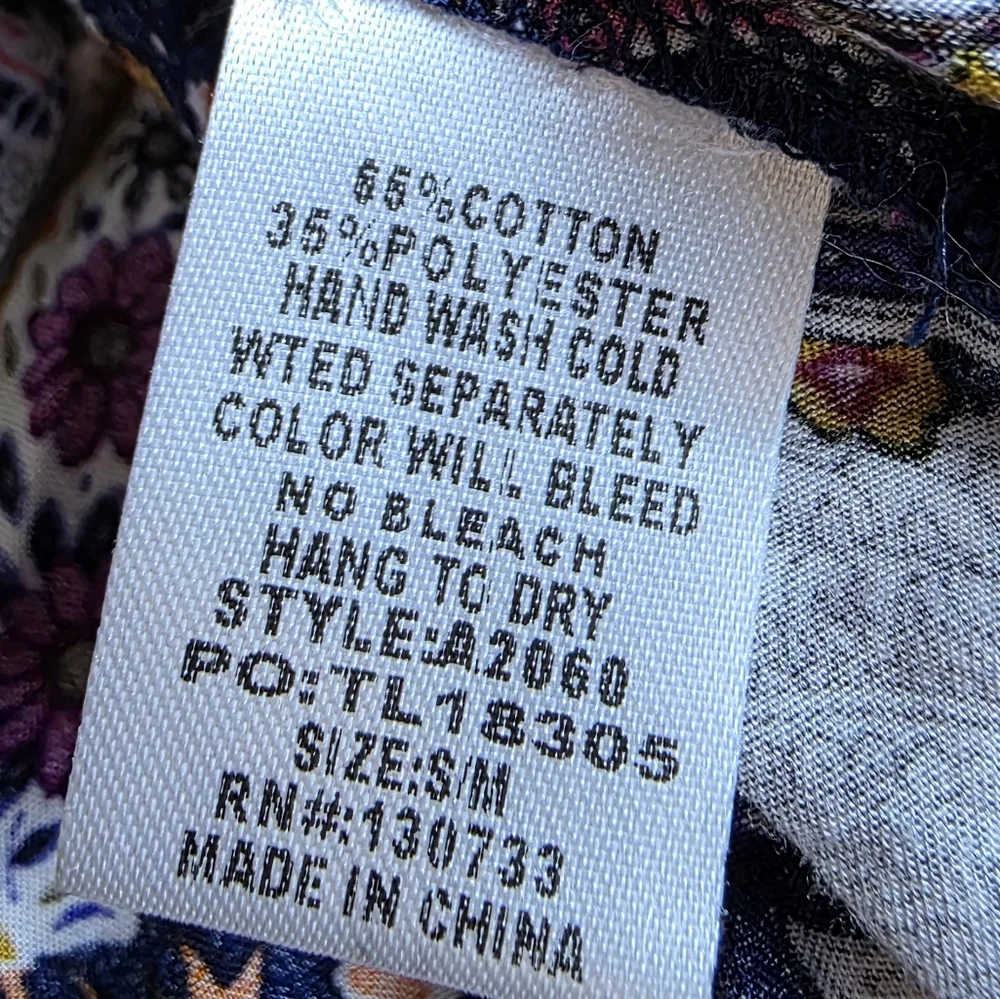 65%COTTON
35%POLYESTER
HAND WASH COLD
WTED SEPARATELY
COLOR WILL BLEED
NO BLEACH
HANG TO DRY
STYLE:A2060
PO:TL18305
SIZE:S/M
RN#:130733
MADE IN CHINA